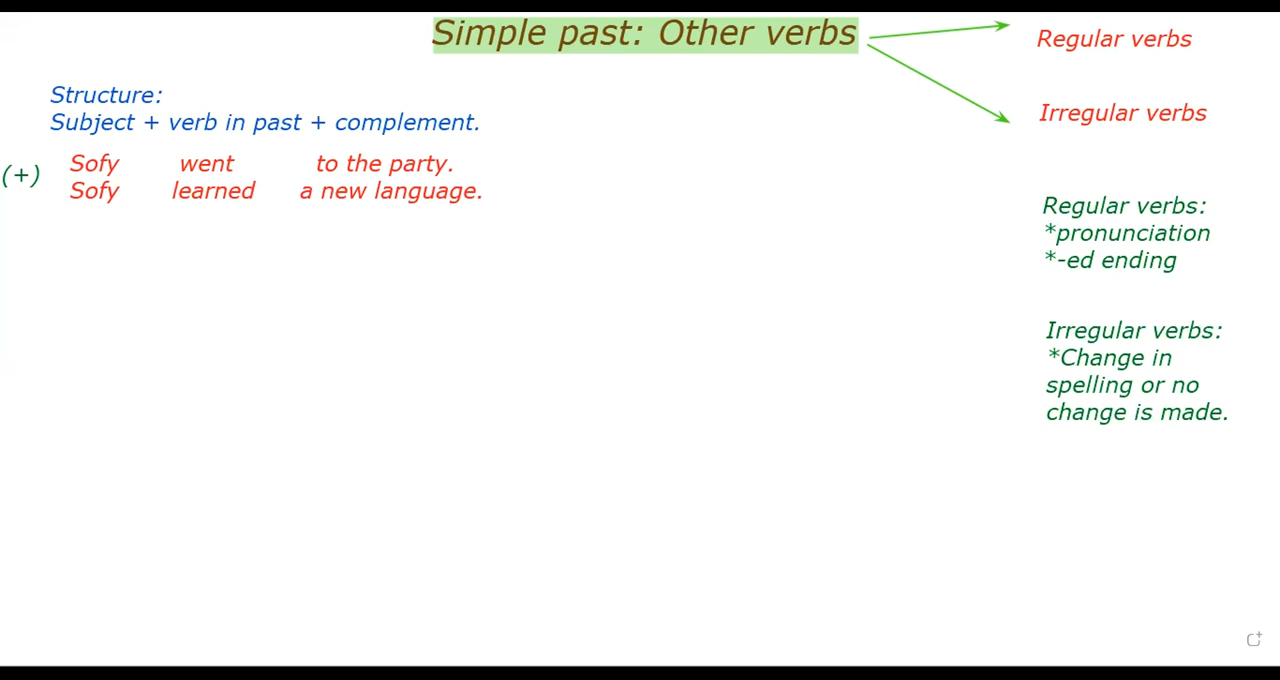 Simple past: Other verbs
Regular verbs
Irregular verbs
Structure:
Subject + verb in past + complement.
(+)
Sofy went to the party.
Sofy learned a new language.
Regular verbs:
*pronunciation
*-ed ending
Irregular verbs:
*Change in
spelling or no
change is made.